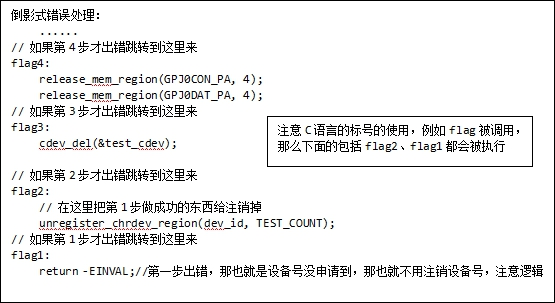 倒影式错误处理:
......
// 如果第 4 步才出错跳转到这里来
flag4:
release_mem_region(GPJ0CON_PA, 4);
release_mem_region(GPJ0DAT_PA, 4);
// 如果第 3 步才出错跳转到这里来
flag3:
cdev_del(&test_cdev);
注意 C 语言的标号的使用，例如 flag 被调用，
那么下面的包括 flag2、flag1 都会被执行
// 如果第 2 步才出错跳转到这里来
flag2:
// 在这里把第 1 步做成功的东西给注销掉
unregister_chrdev_region(dev_id, TEST_COUNT);
// 如果第 1 步才出错跳转到这里来
flag1:
return -EINVAL;//第一步出错，那也就是设备号没申请到，那也就不用注销设备号，注意逻辑